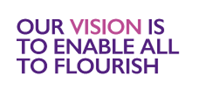 OUR VISION IS
TO ENABLE ALL
TO FLOURISH